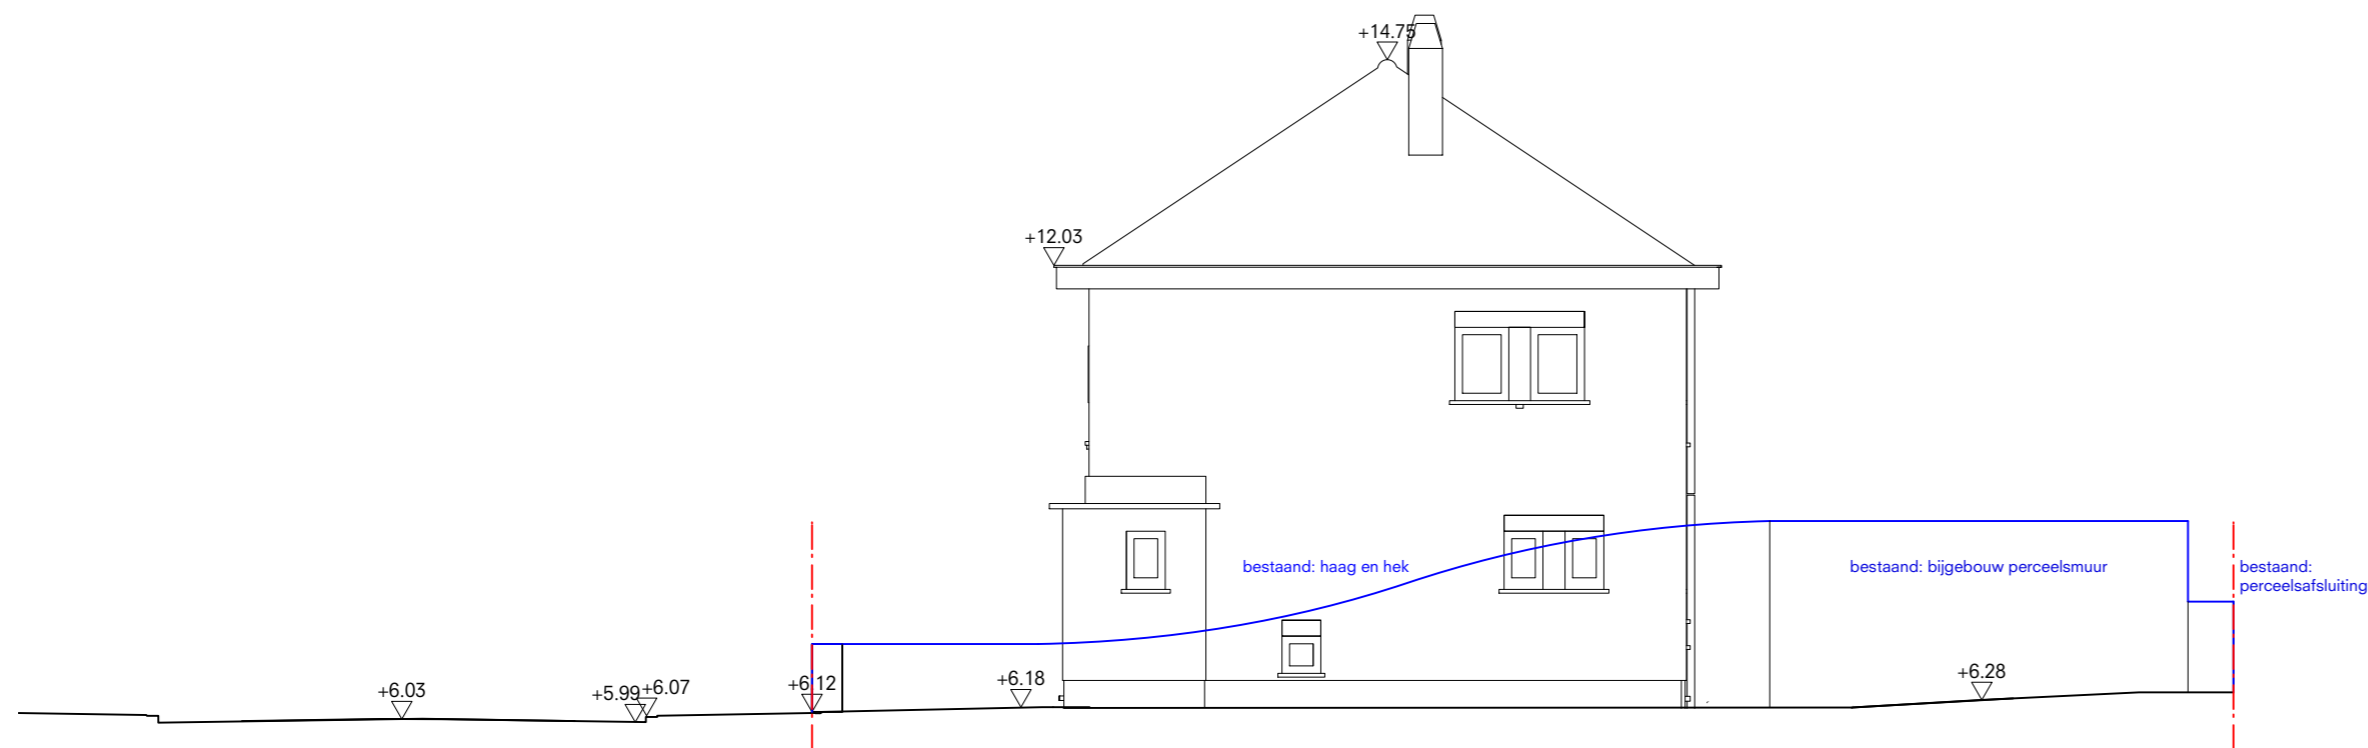 +14.75
+12.03
bestaand: haag en hek
bestaand: bijgebouw perceelsmuur
bestaand:
perceelsafsluiting
+6.03
+5.99
+6.07
+6.12
+6.18
+6.28